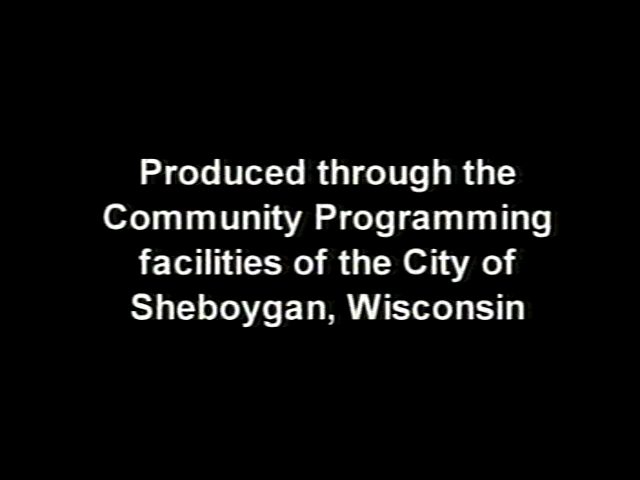 Produced through the
Community Programming
facilities of the City of
Sheboygan, Wisconsin